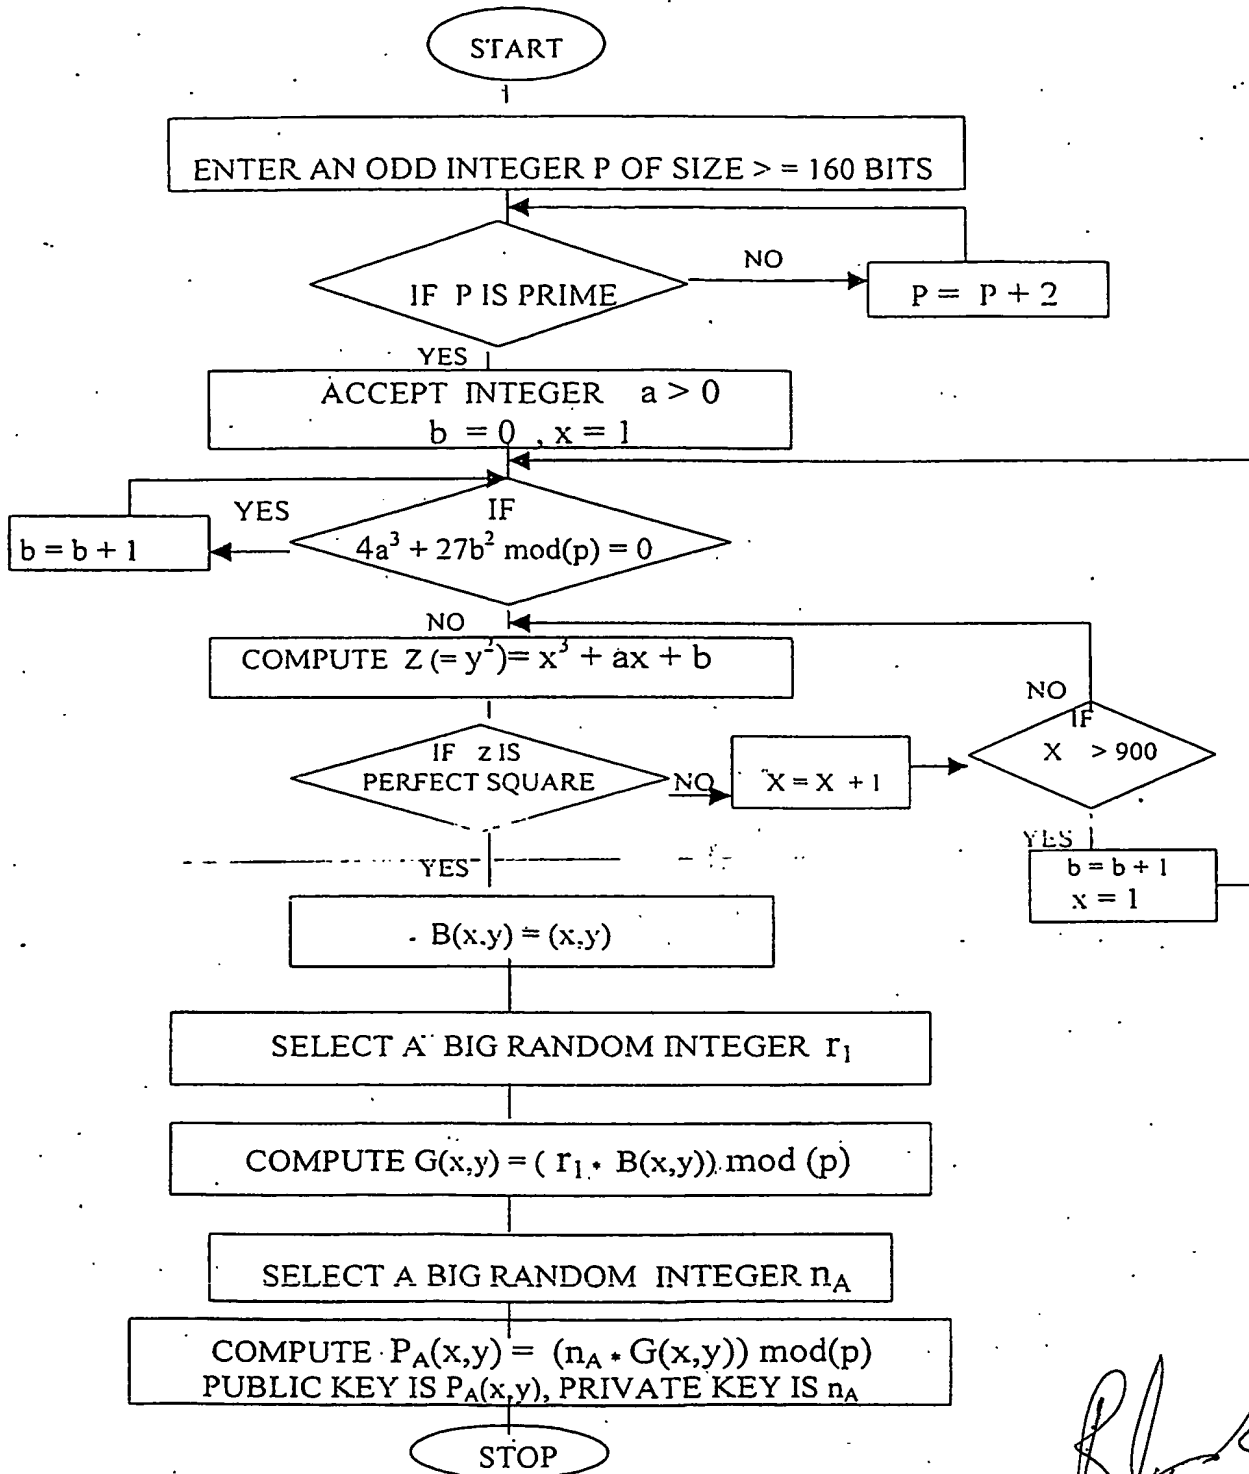 START
ENTER AN ODD INTEGER P OF SIZE > = 160 BITS
IF P IS PRIME
NO
P = P + 2
YES
ACCEPT INTEGER a > 0
b = 0 , x = 1
YES
b = b + 1
IF
4a³ + 27b² mod(p) = 0
NO
COMPUTE z (= y²)= x³ + ax + b
IF z IS
PERFECT SQUARE
NO
X = X + 1
NO
IF
X > 900
YES
b = b + 1
x = 1
YES
B(x,y) = (x,y)
SELECT A BIG RANDOM INTEGER r₁
COMPUTE G(x,y) = ( r₁ * B(x,y)) mod (p)
SELECT A BIG RANDOM INTEGER n_A
COMPUTE P_A(x,y) = (n_A * G(x,y)) mod(p)
PUBLIC KEY IS P_A(x,y), PRIVATE KEY IS n_A
STOP